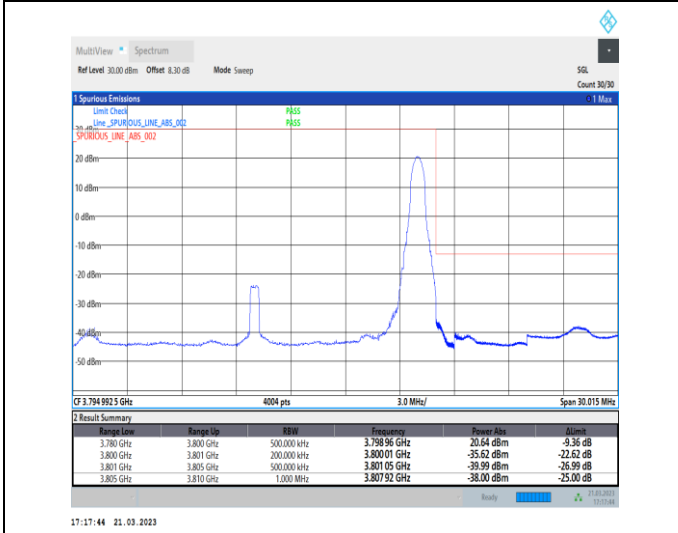 MultiView Spectrum
Ref Level 30.00 dBm Offset 8.30 dB Mode Sweep SGL
Count 30/30
1 Spurious Emissions 1 Max
Limit Check PASS
Line _SPURIOUS_LINE_ABS_002 PASS
30 dBm
_SPURIOUS_LINE_ABS_002
20 dBm
10 dBm
0 dBm
-10 dBm
-20 dBm
-30 dBm
-40 dBm
-50 dBm
CF 3.794 992 5 GHz 4004 pts 3.0 MHz/ Span 30.015 MHz
2 Result Summary
Range Low Range Up RBW Frequency Power Abs ΔLimit
3.780 GHz 3.800 GHz 500.000 kHz 3.798 96 GHz 20.64 dBm -9.36 dB
3.800 GHz 3.801 GHz 200.000 kHz 3.800 01 GHz -35.62 dBm -22.62 dB
3.801 GHz 3.805 GHz 500.000 kHz 3.801 05 GHz -39.99 dBm -26.99 dB
3.805 GHz 3.810 GHz 1.000 MHz 3.807 92 GHz -38.00 dBm -25.00 dB
Ready 21.03.2023
17:17:44
17:17:44 21.03.2023